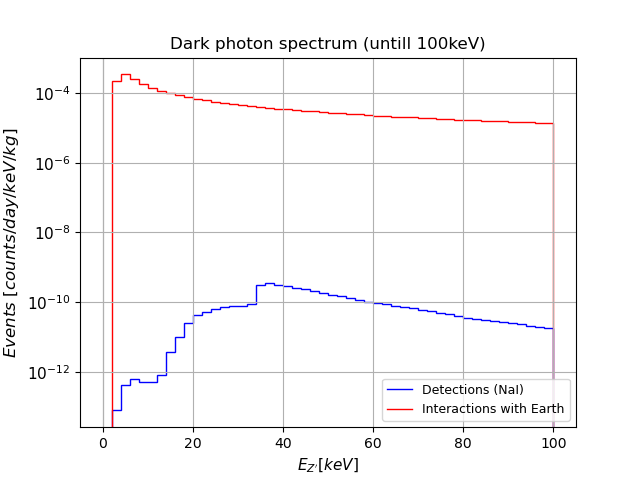 Dark photon spectrum (untill 100keV)
Events [counts/day/keV/kg]
10⁻⁴
10⁻⁶
10⁻⁸
10⁻¹⁰
10⁻¹²
Detections (NaI)
Interactions with Earth
0 20 40 60 80 100
E_Z'[keV]